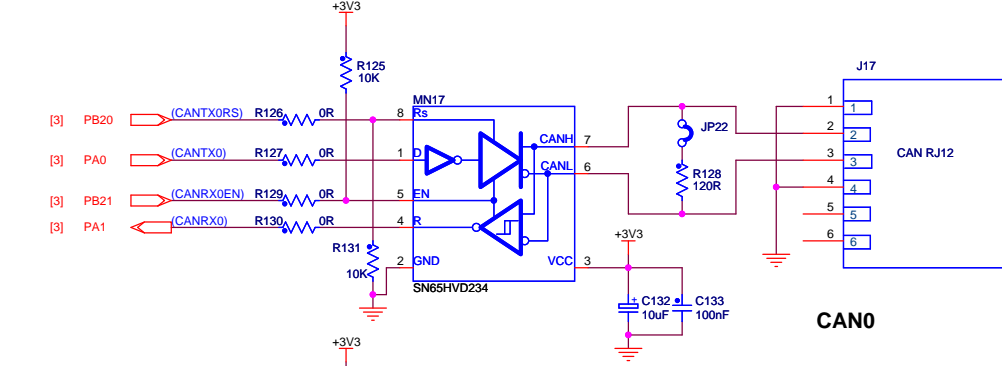 +3V3
R125
10K
J17
MN17
[3] PB20 (CANTX0RS) R126 0R 8 Rs
1 1
JP22
2 2
CANH 7
[3] PA0 (CANTX0) R127 0R 1 D
CANL 6
3 3 CAN RJ12
R128
120R
[3] PB21 (CANRX0EN) R129 0R 5 EN
4 4
5 5
[3] PA1 (CANRX0) R130 0R 4 R
6 6
+3V3
R131
10K
2 GND VCC 3
SN65HVD234
+ C132 C133
10uF 100nF
CAN0
+3V3